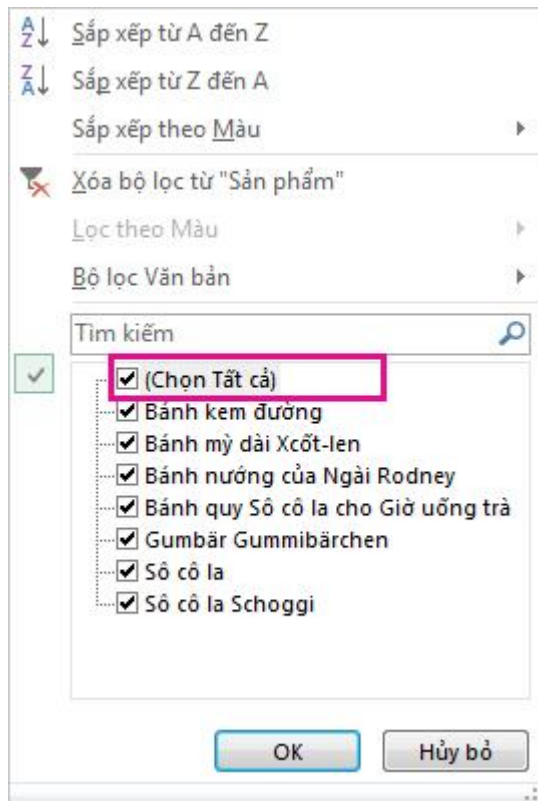 Sắp xếp từ A đến Z
Sắp xếp từ Z đến A
Sắp xếp theo Màu
Xóa bộ lọc từ "Sản phẩm"
Lọc theo Màu
Bộ lọc Văn bản
Tìm kiếm
(Chọn Tất cả)
Bánh kem đường
Bánh mỳ dài Xcốt-len
Bánh nướng của Ngài Rodney
Bánh quy Sô cô la cho Giờ uống trà
Gumbär Gummibärchen
Sô cô la
Sô cô la Schoggi
OK Hủy bỏ